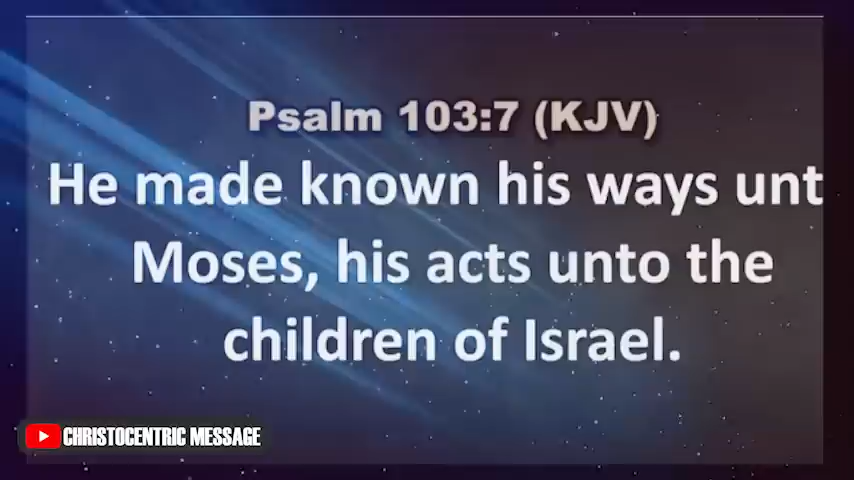 Psalm 103:7 (KJV)
He made known his ways unt
Moses, his acts unto the
children of Israel.
CHRISTOCENTRIC MESSAGE